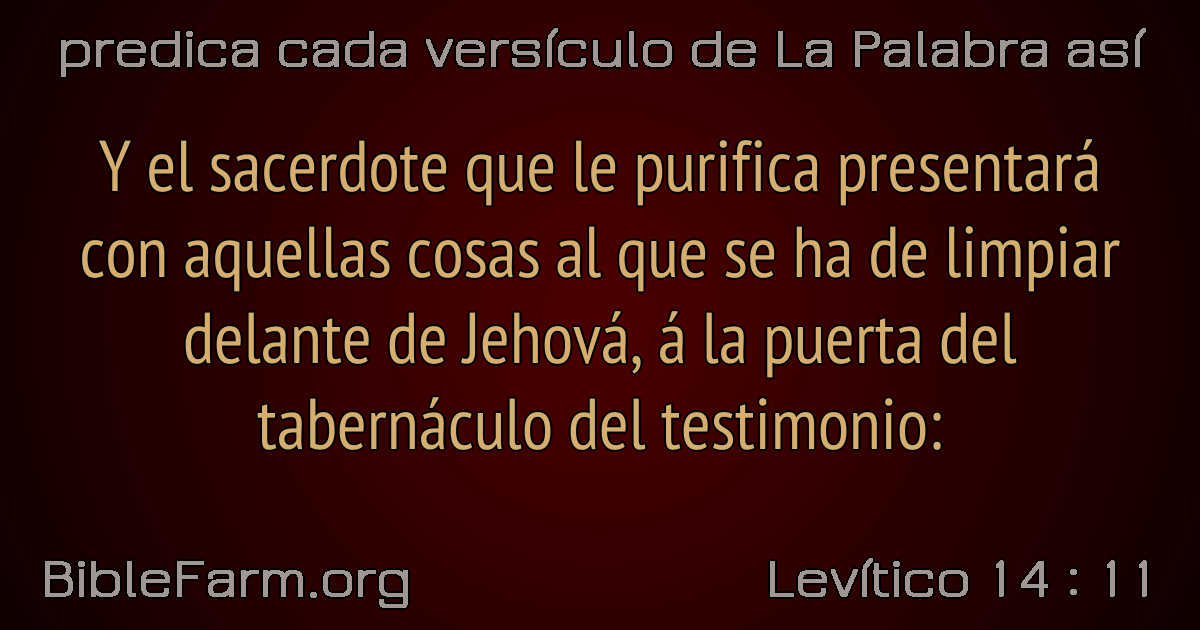 predica cada versículo de La Palabra así
Y el sacerdote que le purifica presentará
con aquellas cosas al que se ha de limpiar
delante de Jehová, á la puerta del
tabernáculo del testimonio:
BibleFarm.org
Levítico 14 : 11